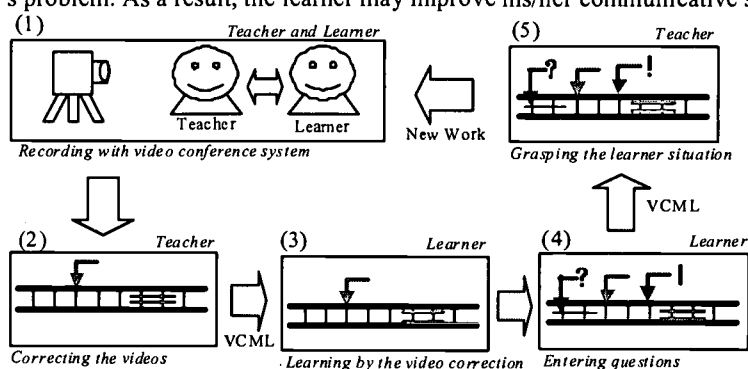 s problem. As a result, the learner may improve his/her communicative s
(1)
Teacher and Learner
Teacher
Learner
Recording with video conference system
(5)
Teacher
? !
New Work
Grasping the learner situation
(2)
Teacher
Correcting the videos
VCML
(3)
Learner
Learning by the video correction
VCML
(4)
Learner
? !
Entering questions